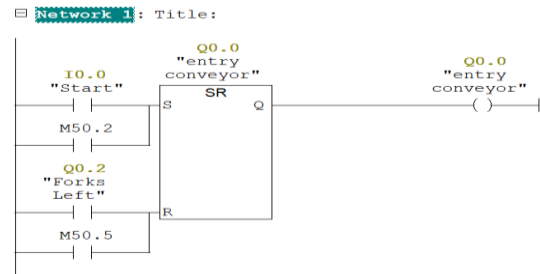 Network 1: Title:
Q0.0
"entry
conveyor"
I0.0
"Start"
SR
S
Q
Q0.0
"entry
conveyor"
M50.2
Q0.2
"Forks
Left"
R
M50.5